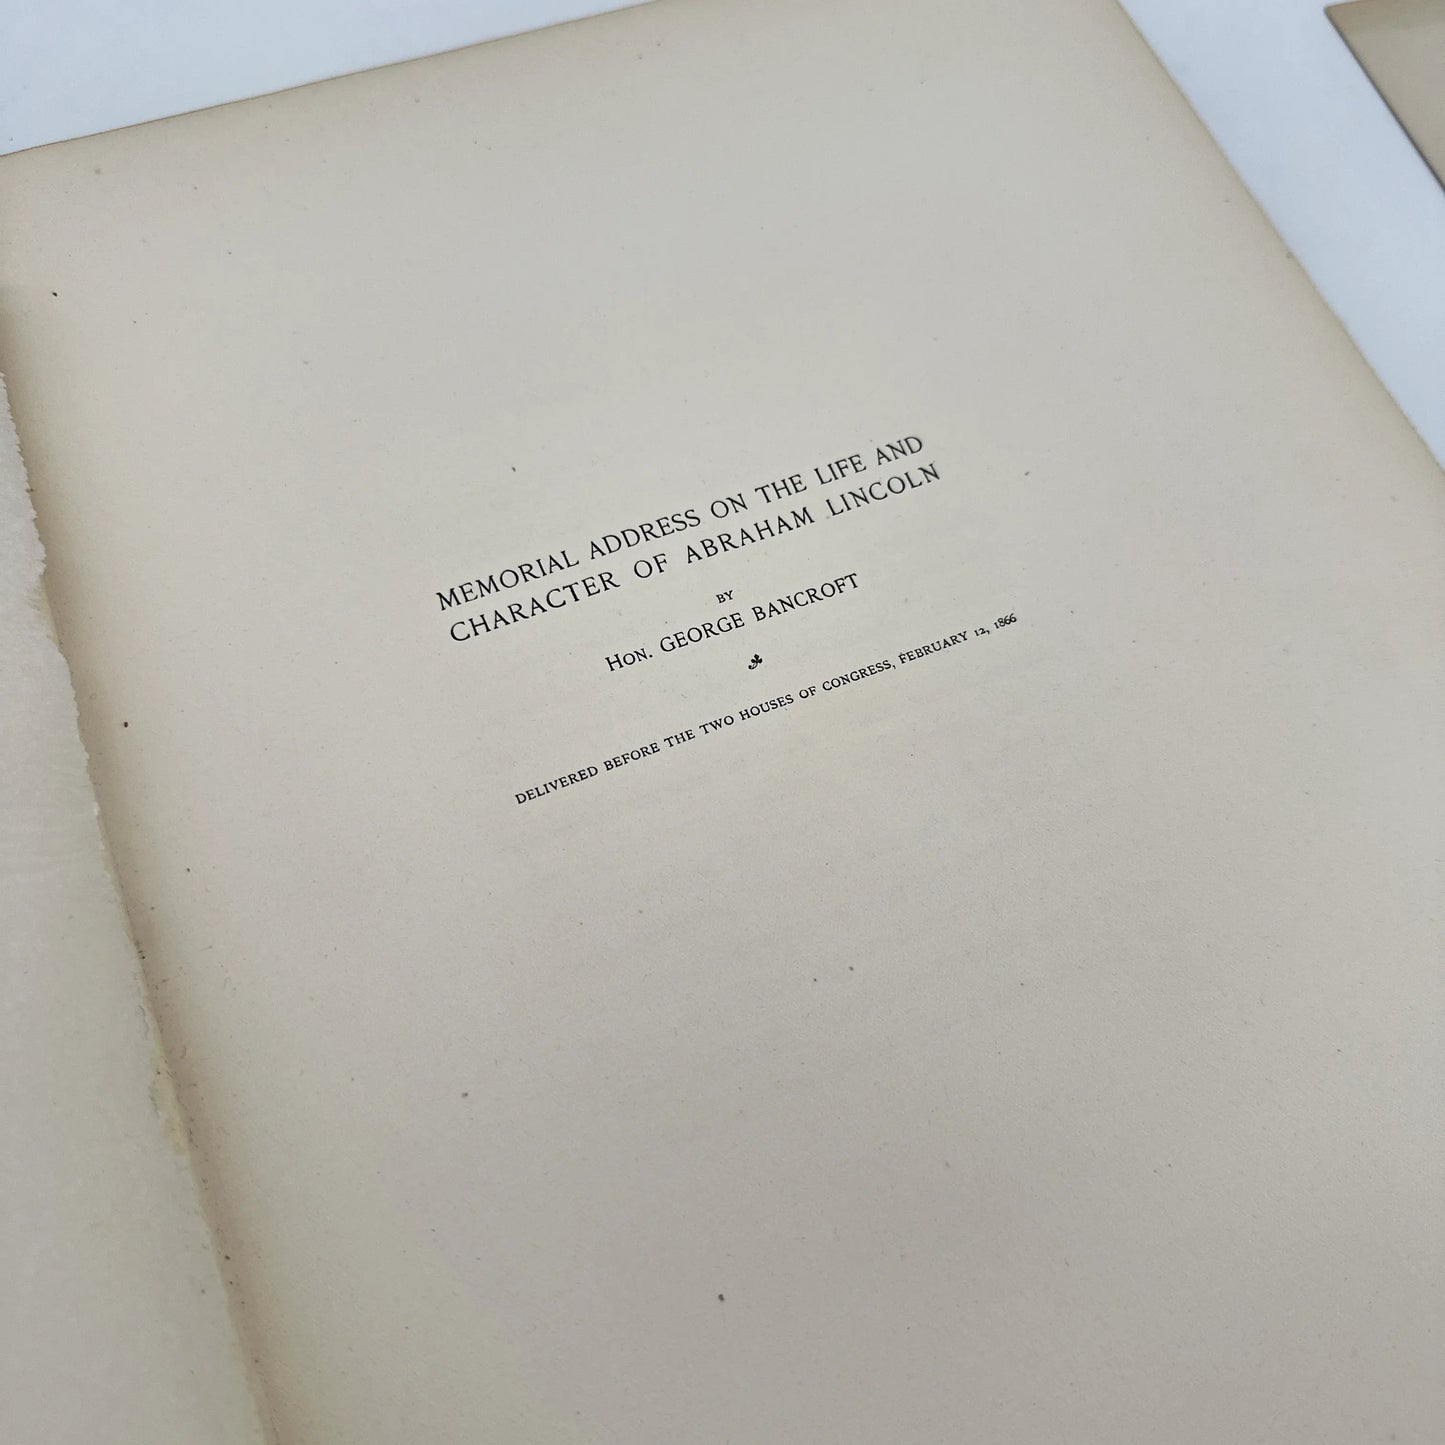 MEMORIAL ADDRESS ON THE LIFE AND
CHARACTER OF ABRAHAM LINCOLN
BY
HON. GEORGE BANCROFT
DELIVERED BEFORE THE TWO HOUSES OF CONGRESS, FEBRUARY 12, 1866